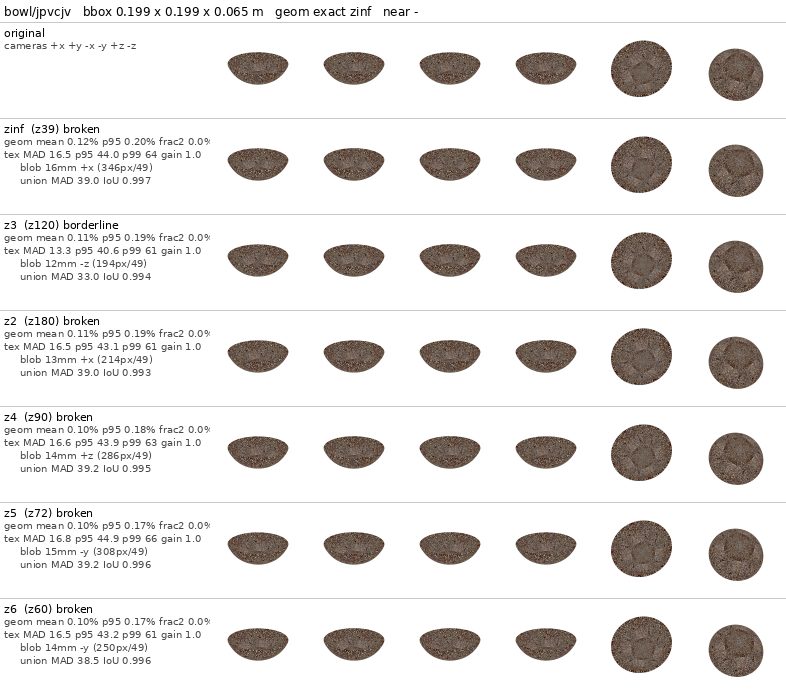 bowl/jpvcjv bbox 0.199 x 0.199 x 0.065 m geom exact zinf near -
original
cameras +x +y -x -y +z -z
zinf (z39) broken
geom mean 0.12% p95 0.20% frac2 0.0%
tex MAD 16.5 p95 44.0 p99 64 gain 1.0
blob 16mm +x (346px/49)
union MAD 39.0 IoU 0.997
z3 (z120) borderline
geom mean 0.11% p95 0.19% frac2 0.0%
tex MAD 13.3 p95 40.6 p99 61 gain 1.0
blob 12mm -z (194px/49)
union MAD 33.0 IoU 0.994
z2 (z180) broken
geom mean 0.11% p95 0.19% frac2 0.0%
tex MAD 16.5 p95 43.1 p99 61 gain 1.0
blob 13mm +x (214px/49)
union MAD 39.0 IoU 0.993
z4 (z90) broken
geom mean 0.10% p95 0.18% frac2 0.0%
tex MAD 16.6 p95 43.9 p99 63 gain 1.0
blob 14mm +z (286px/49)
union MAD 39.2 IoU 0.995
z5 (z72) broken
geom mean 0.10% p95 0.17% frac2 0.0%
tex MAD 16.8 p95 44.9 p99 66 gain 1.0
blob 15mm -y (308px/49)
union MAD 39.2 IoU 0.996
z6 (z60) broken
geom mean 0.10% p95 0.17% frac2 0.0%
tex MAD 16.5 p95 43.2 p99 61 gain 1.0
blob 14mm -y (250px/49)
union MAD 38.5 IoU 0.996